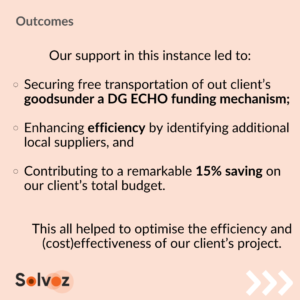 Outcomes
Our support in this instance led to:
Securing free transportation of out client's
goodsunder a DG ECHO funding mechanism;
Enhancing efficiency by identifying additional
local suppliers, and
Contributing to a remarkable 15% saving on
our client's total budget.
This all helped to optimise the efficiency and
(cost)effectiveness of our client's project.
Solvoz